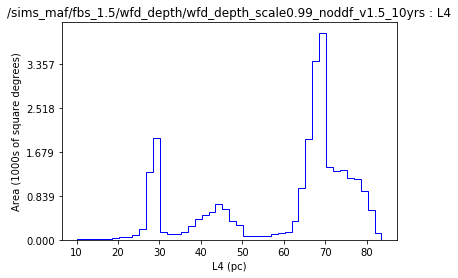 /sims_maf/fbs_1.5/wfd_depth/wfd_depth_scale0.99_noddf_v1.5_10yrs : L4
Area (1000s of square degrees)
3.357
2.518
1.679
0.839
0.000
10 20 30 40 50 60 70 80
L4 (pc)